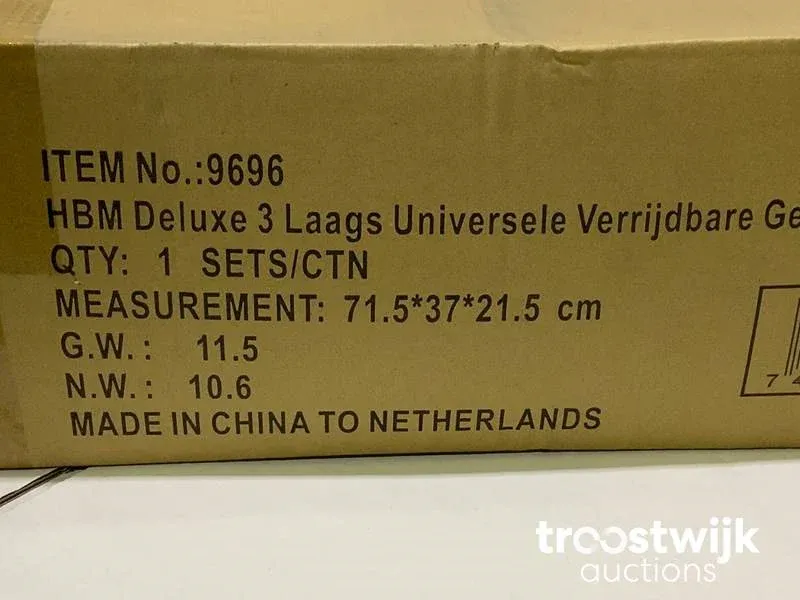 ITEM No.:9696
HBM Deluxe 3 Laags Universele Verrijdbare Ge
QTY: 1 SETS/CTN
MEASUREMENT: 71.5*37*21.5 cm
G.W.: 11.5
N.W.: 10.6
MADE IN CHINA TO NETHERLANDS
7
troostwijk
auctions